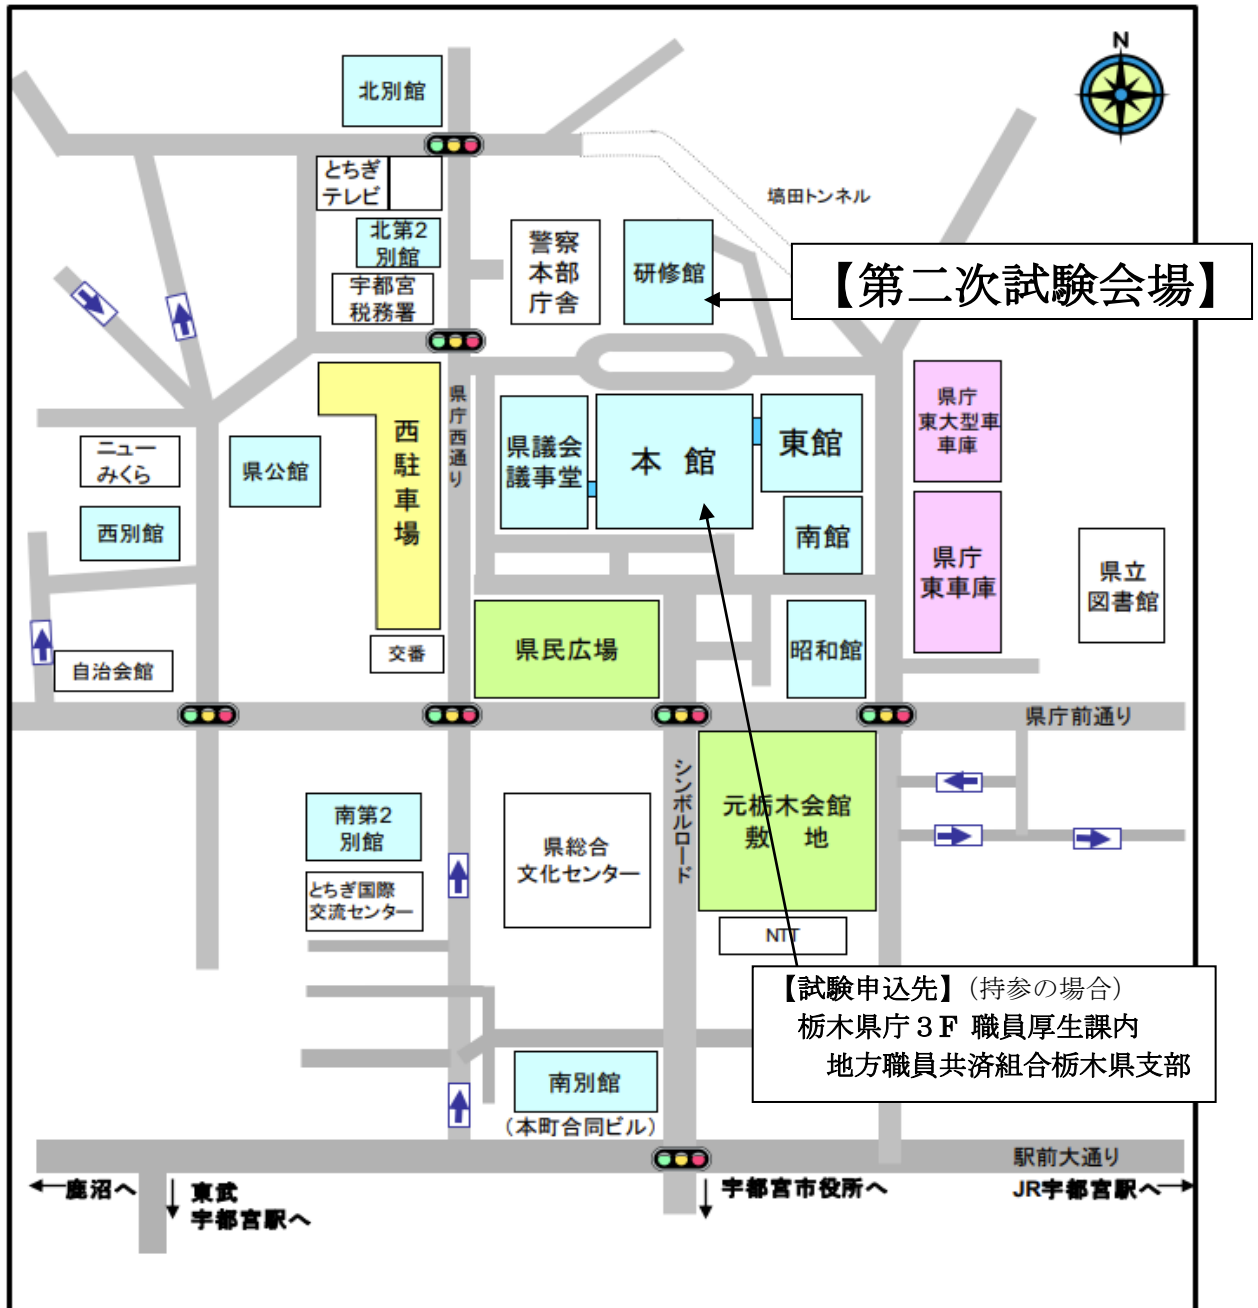 N
北別館
とちぎ
テレビ
塙田トンネル
北第2
別館
警察
本部
庁舎
研修館
【第二次試験会場】
宇都宮
税務署
県庁西通り
西駐車場
県議会
議事堂
本 館
東館
県庁
東大型車
車庫
ニュー
みくら
県公館
西別館
南館
県庁
東車庫
県立
図書館
県民広場
昭和館
交番
自治会館
県庁前通り
シンボルロード
南第2
別館
県総合
文化センター
元栃木会館
敷 地
とちぎ国際
交流センター
NTT
【試験申込先】（持参の場合）
栃木県庁３F 職員厚生課内
地方職員共済組合栃木県支部
南別館
（本町合同ビル）
駅前大通り
鹿沼へ
東武
宇都宮駅へ
宇都宮市役所へ
JR宇都宮駅へ